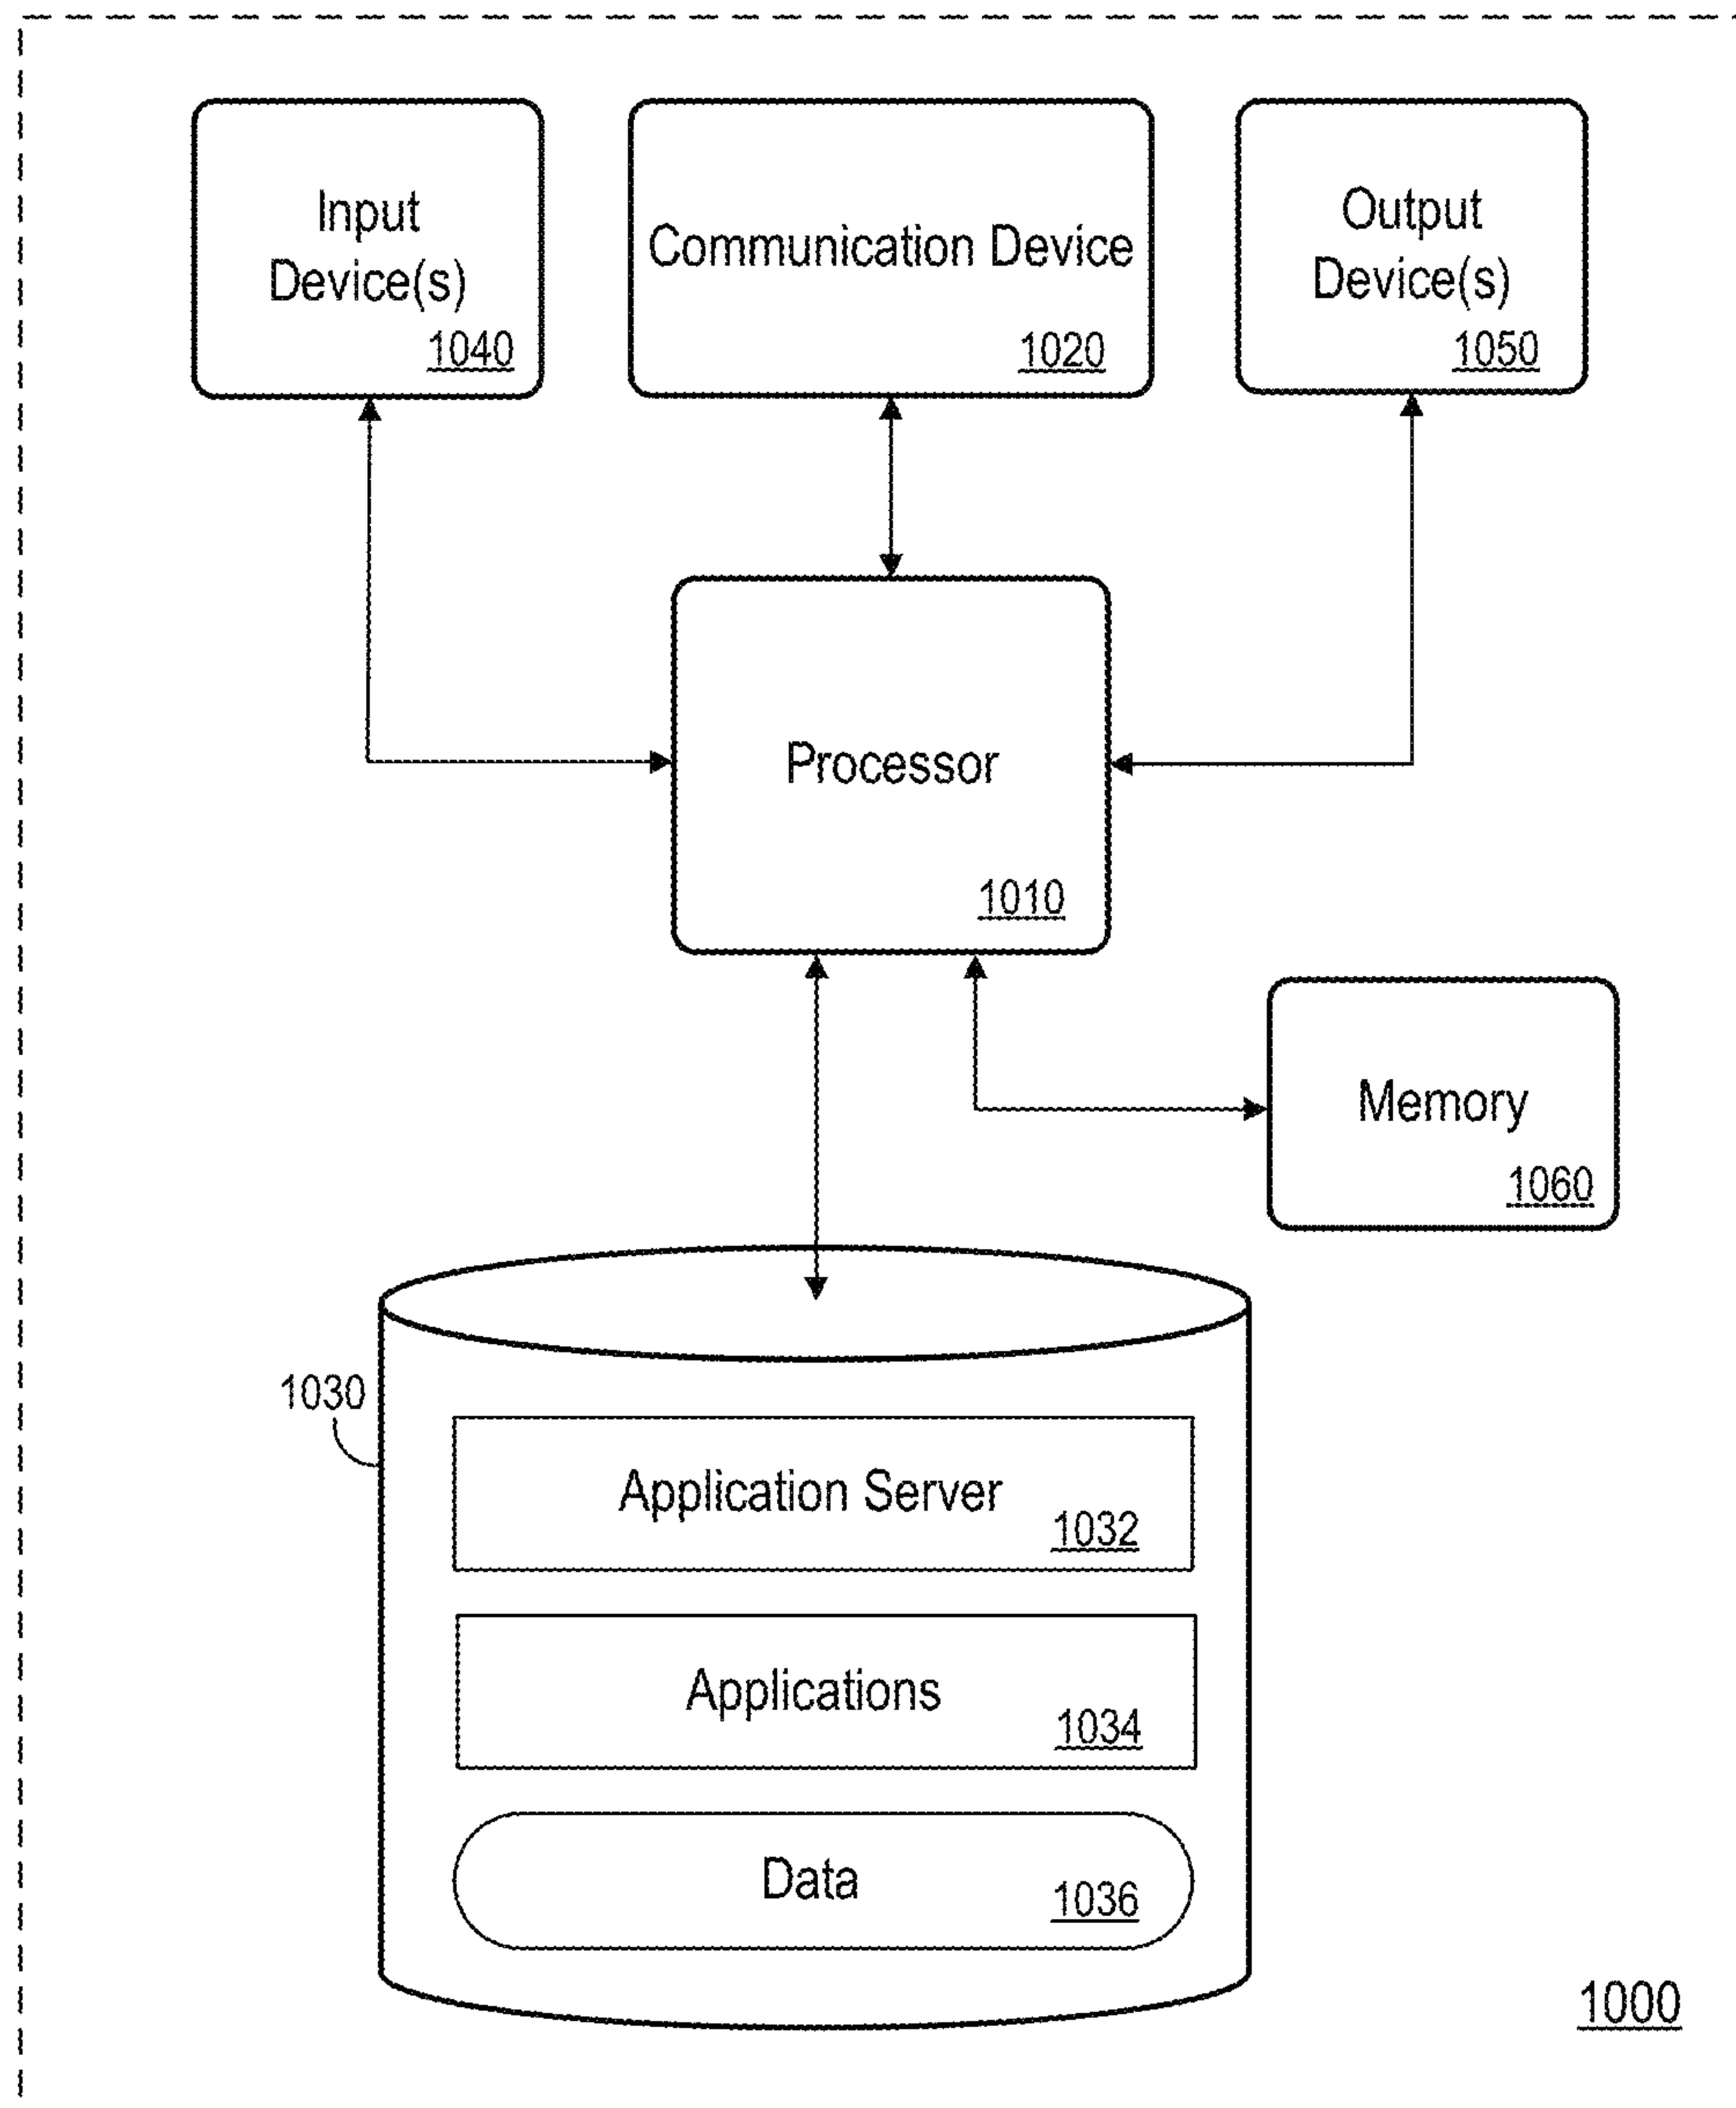 Input
Device(s)
1040
Communication Device
1020
Output
Device(s)
1050
Processor
1010
Memory
1060
1030
Application Server
1032
Applications
1034
Data
1036
1000